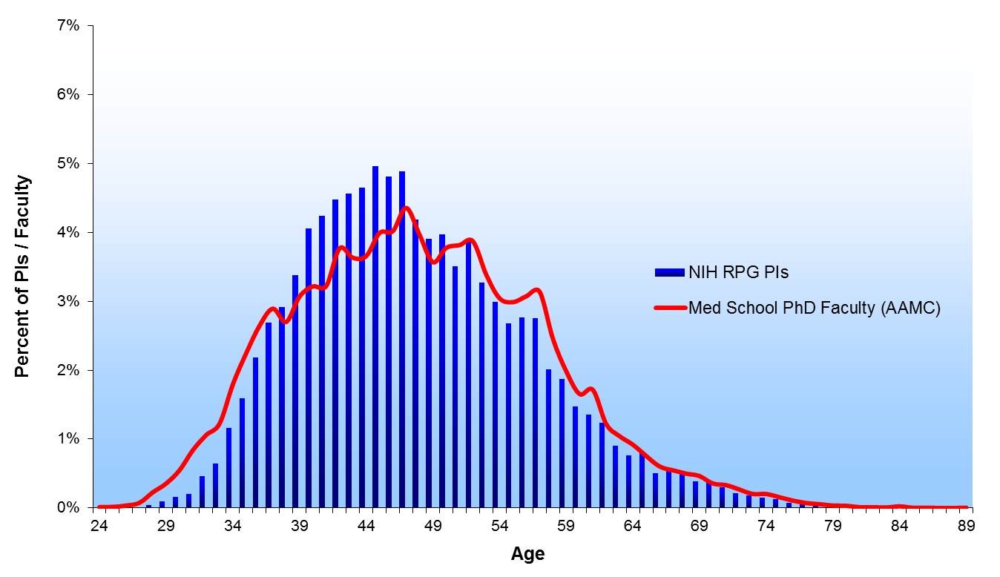 7%
6%
5%
4%
3%
2%
1%
0%
Percent of PIs / Faculty
NIH RPG PIs
Med School PhD Faculty (AAMC)
24 29 34 39 44 49 54 59 64 69 74 79 84 89
Age